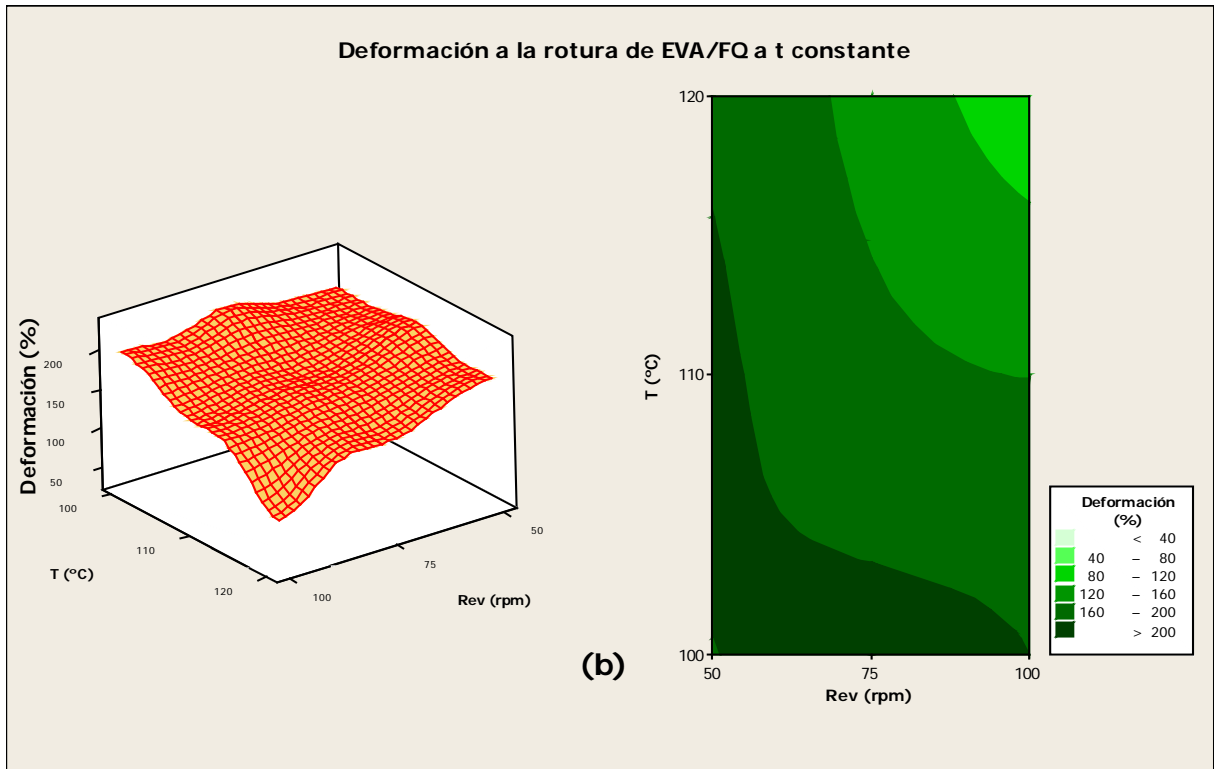 Deformación a la rotura de EVA/FQ a t constante
Deformación (%)
200
150
100
50
100
110
120
T (ºC)
100
75
50
Rev (rpm)
(b)
120
110
100
T (ºC)
50
75
100
Rev (rpm)
Deformación
(%)
< 40
40 – 80
80 – 120
120 – 160
160 – 200
> 200